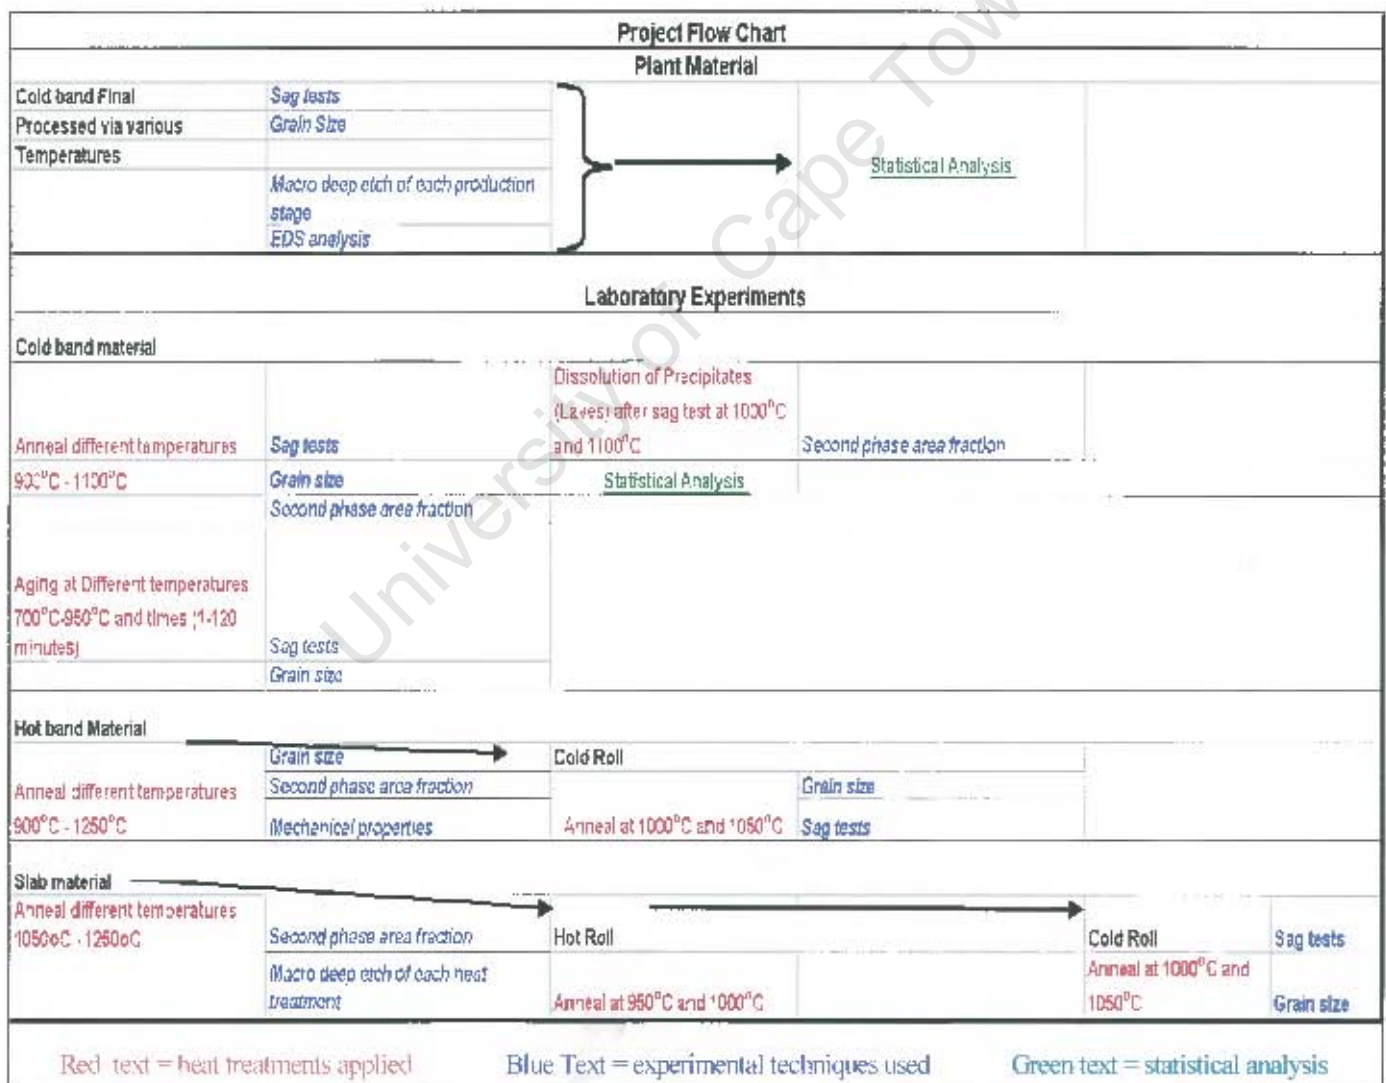 Project Flow Chart
Plant Material
Cold band Final
Sag tests
Processed via various
Grain Size
Temperatures
Statistical Analysis
Macro deep etch of each production
stage
EDS analysis
Laboratory Experiments
Cold band material
Dissolution of Precipitates
(Laves) after sag test at 1000°C
Anneal different temperatures
Sag tests
and 1100°C
Second phase area fraction
900°C - 1100°C
Grain size
Statistical Analysis
Second phase area fraction
Aging at Different temperatures
700°C-950°C and times (1-120
minutes)
Sag tests
Grain size
Hot band Material
Grain size
Cold Roll
Anneal different temperatures
Second phase area fraction
Grain size
900°C - 1250°C
Mechanical properties
Anneal at 1000°C and 1050°C
Sag tests
Slab material
Anneal different temperatures
1050oC - 1250oC
Second phase area fraction
Hot Roll
Cold Roll
Sag tests
Macro deep etch of each heat
treatment
Anneal at 950°C and 1000°C
Anneal at 1000°C and
1050°C
Grain size
Red text = heat treatments applied
Blue Text = experimental techniques used
Green text = statistical analysis
University of Cape Tow